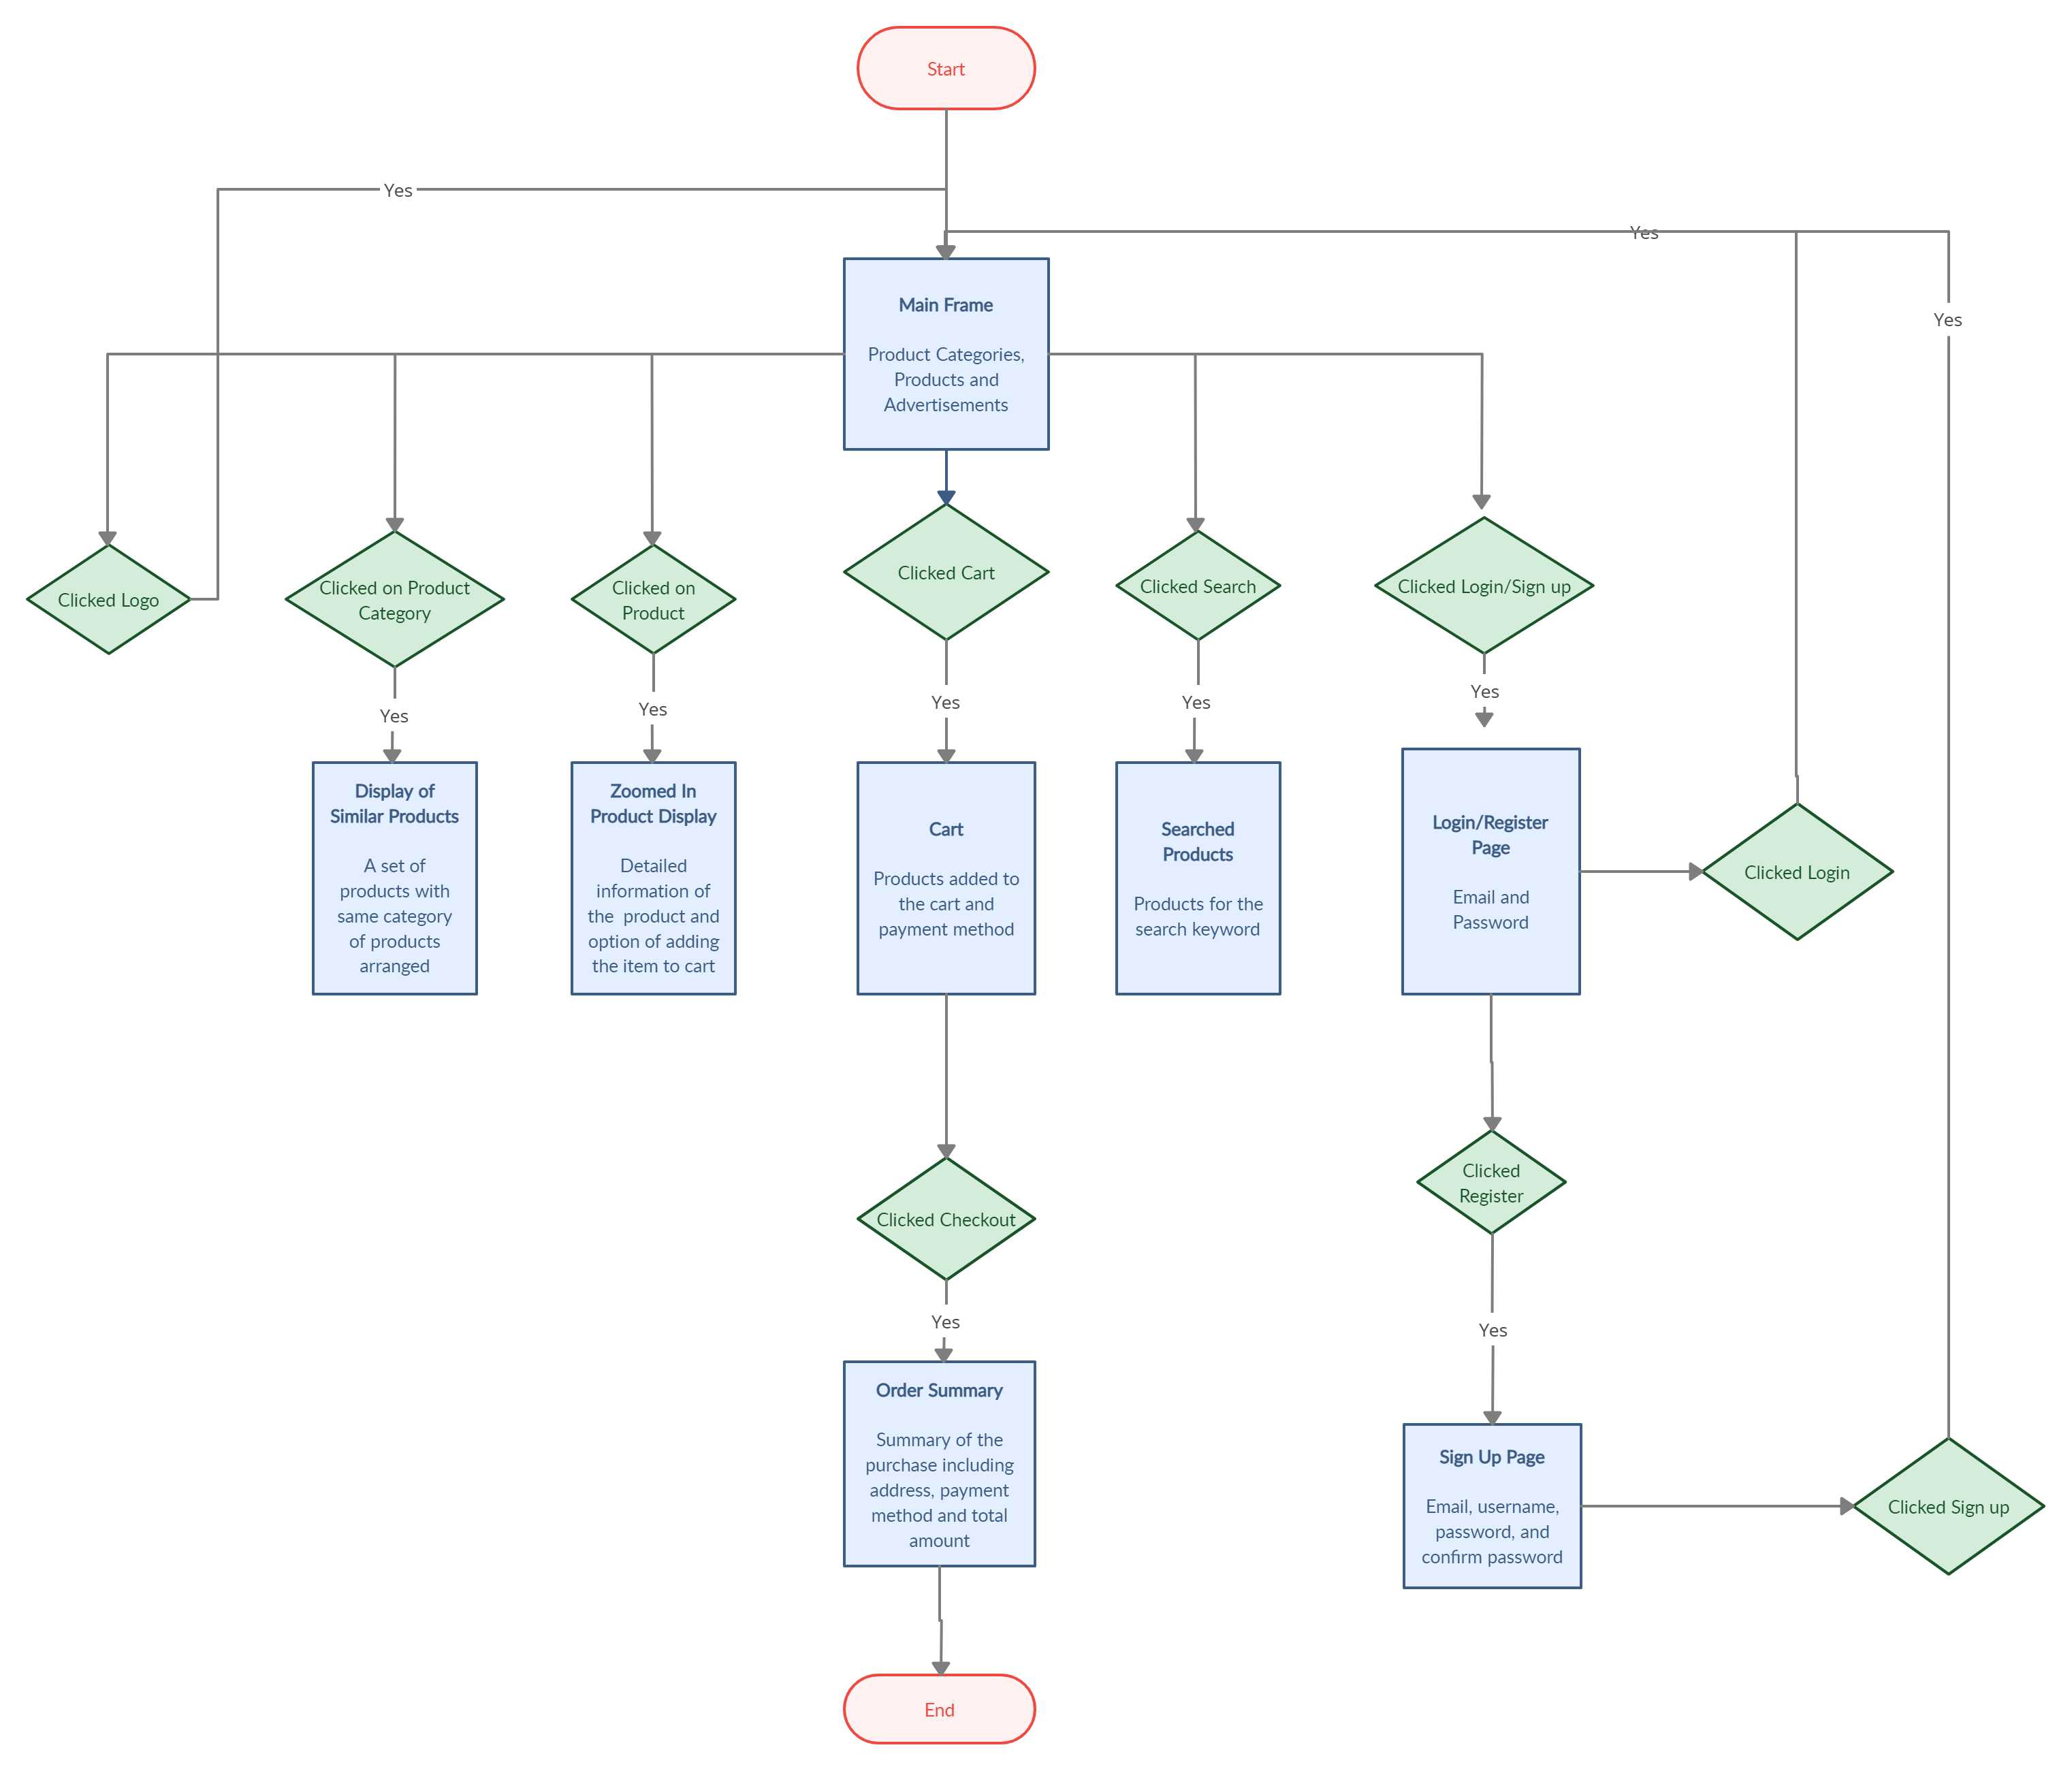 Start
Yes
Yes
Main Frame
Product Categories,
Products and
Advertisements
Yes
Clicked Logo
Clicked on Product
Category
Clicked on
Product
Clicked Cart
Clicked Search
Clicked Login/Sign up
Yes
Yes
Yes
Yes
Yes
Display of
Similar Products
A set of
products with
same category
of products
arranged
Zoomed In
Product Display
Detailed
information of
the product and
option of adding
the item to cart
Cart
Products added to
the cart and
payment method
Searched
Products
Products for the
search keyword
Login/Register
Page
Email and
Password
Clicked Login
Clicked Checkout
Clicked
Register
Yes
Yes
Order Summary
Summary of the
purchase including
address, payment
method and total
amount
Sign Up Page
Email, username,
password, and
confirm password
Clicked Sign up
End